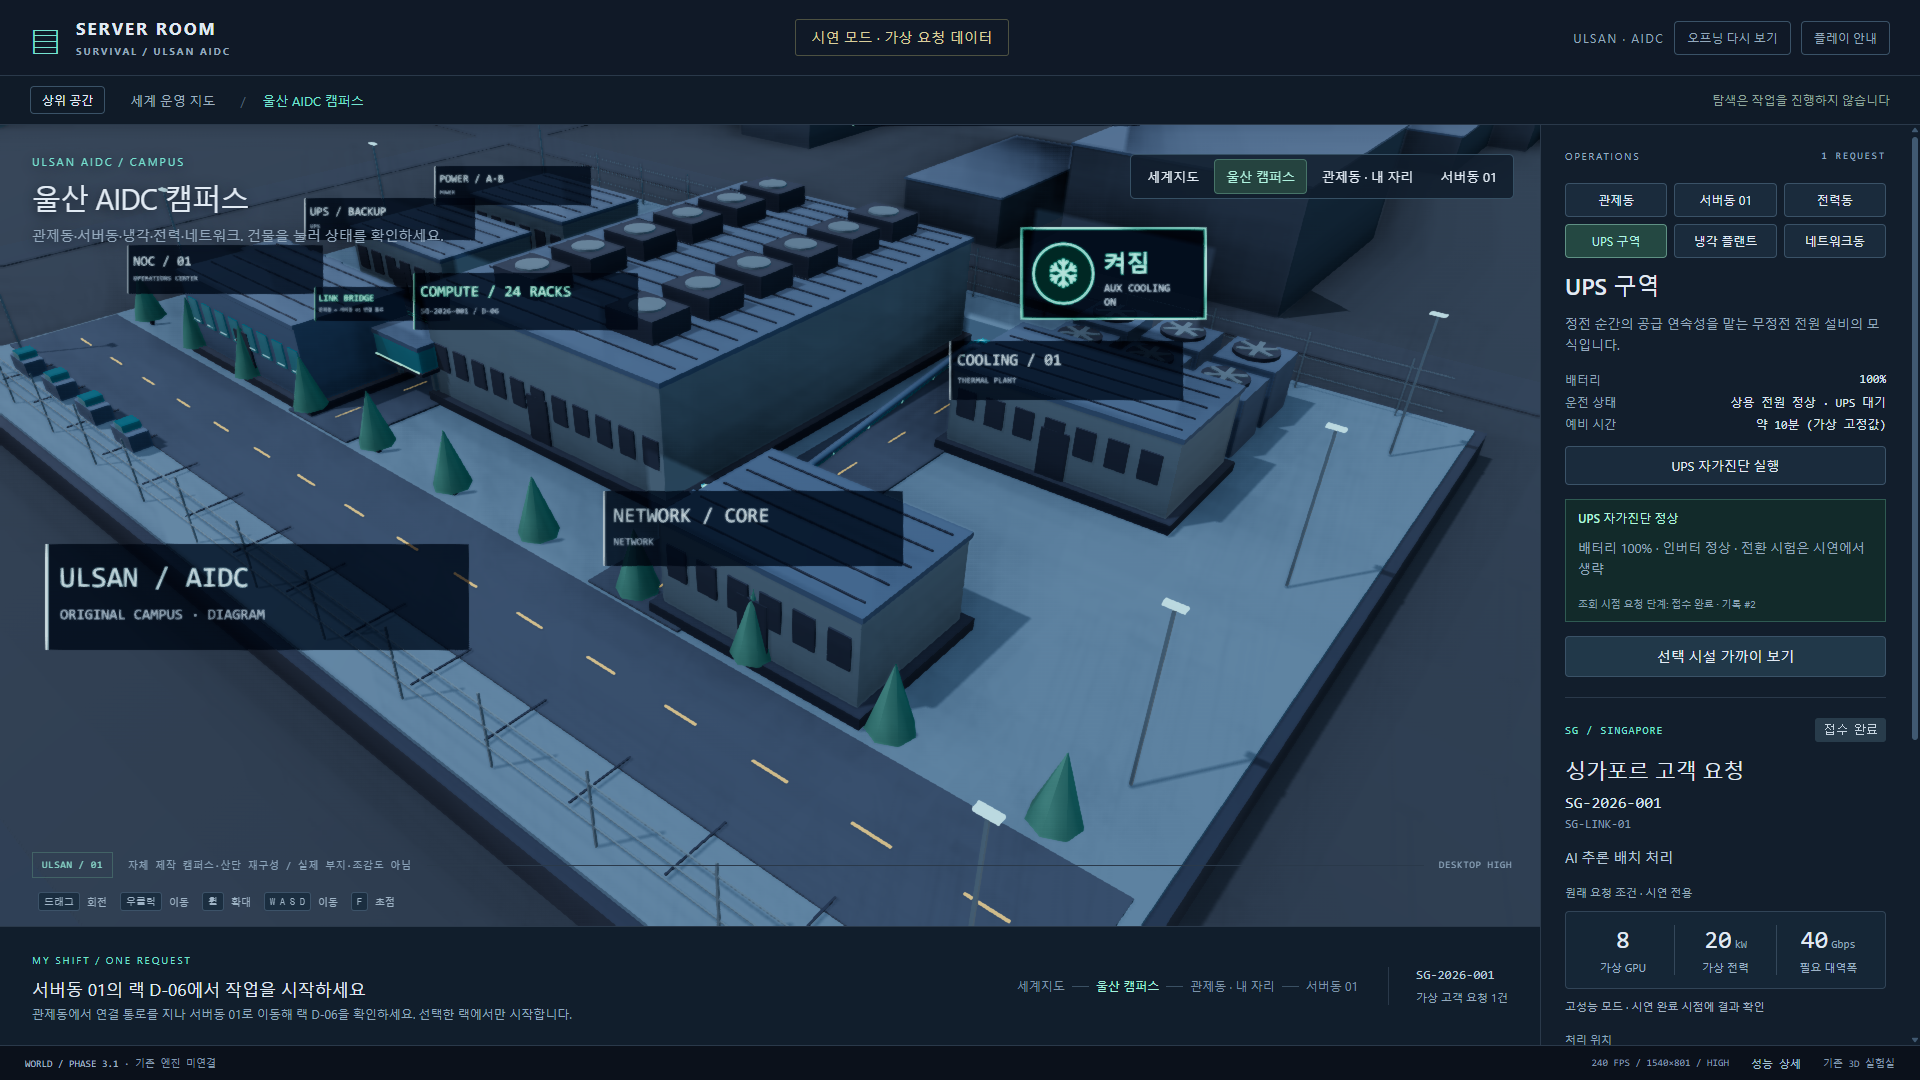 SERVER ROOM
SURVIVAL / ULSAN AIDC
시연 모드 · 가상 요청 데이터
ULSAN · AIDC
오프닝 다시 보기
플레이 안내
상위 공간
세계 운영 지도
/
울산 AIDC 캠퍼스
탐색은 작업을 진행하지 않습니다
ULSAN AIDC / CAMPUS
울산 AIDC 캠퍼스
관제동·서버동·냉각·전력·네트워크. 건물을 눌러 상태를 확인하세요.
세계지도
울산 캠퍼스
관제동 · 내 자리
서버동 01
POWER / A·B
POWER
UPS / BACKUP
NOC / 01
OPERATIONS CENTER
LINK BRIDGE
COMPUTE / 24 RACKS
SG-2026-001 / D-06
켜짐
AUX COOLING
ON
COOLING / 01
THERMAL PLANT
NETWORK / CORE
NETWORK
ULSAN / AIDC
ORIGINAL CAMPUS · DIAGRAM
ULSAN / 01
자체 제작 캠퍼스·산단 재구성 / 실제 부지·조감도 아님
DESKTOP HIGH
드래그 회전
우클릭 이동
휠 확대
W A S D 이동
F 초점
MY SHIFT / ONE REQUEST
서버동 01의 랙 D-06에서 작업을 시작하세요
관제동에서 연결 통로를 지나 서버동 01로 이동해 랙 D-06을 확인하세요. 선택한 랙에서만 시작합니다.
세계지도 — 울산 캠퍼스 — 관제동 · 내 자리 — 서버동 01
SG-2026-001
가상 고객 요청 1건
OPERATIONS
1 REQUEST
관제동
서버동 01
전력동
UPS 구역
냉각 플랜트
네트워크동
UPS 구역
정전 순간의 공급 연속성을 맡는 무정전 전원 설비의 모
식입니다.
배터리 100%
운전 상태 상용 전원 정상 · UPS 대기
예비 시간 약 10분 (가상 고정값)
UPS 자가진단 실행
UPS 자가진단 정상
배터리 100% · 인버터 정상 · 전환 시험은 시연에서
생략
조회 시점 요청 단계: 접수 완료 · 기록 #2
선택 시설 가까이 보기
SG / SINGAPORE
접수 완료
싱가포르 고객 요청
SG-2026-001
SG-LINK-01
AI 추론 배치 처리
원래 요청 조건 · 시연 전용
8
가상 GPU
20 kW
가상 전력
40 Gbps
필요 대역폭
고성능 모드 · 시연 완료 시점에 결과 확인
처리 위치
WORLD / PHASE 3.1 · 기존 엔진 미연결
240 FPS / 1540×801 / HIGH
성능 상세
기존 3D 실험실